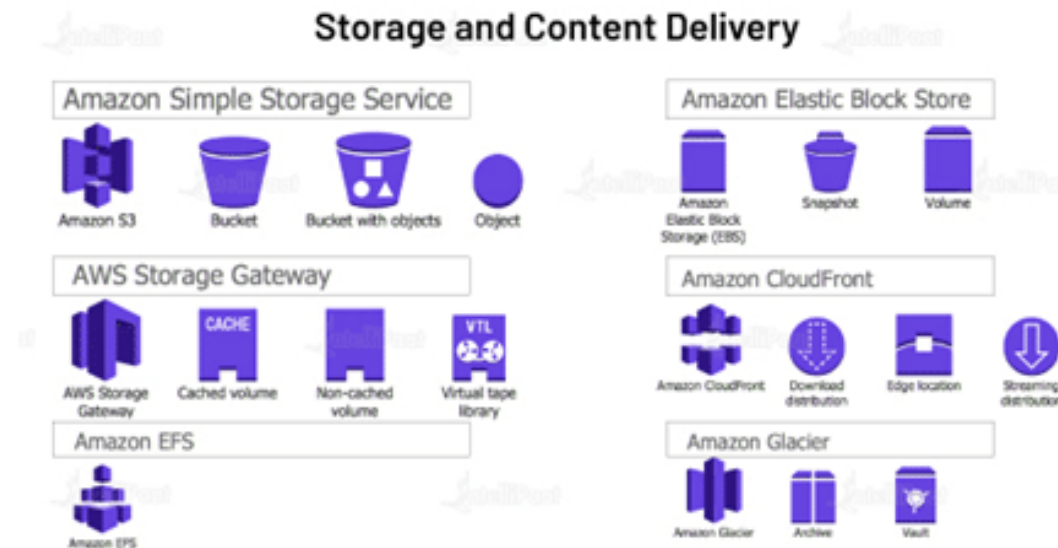 Storage and Content Delivery
Amazon Simple Storage Service
Amazon S3
Bucket
Bucket with objects
Object
Amazon Elastic Block Store
Amazon
Elastic Block
Storage (EBS)
Snapshot
Volume
AWS Storage Gateway
AWS Storage
Gateway
CACHE
Cached volume
Non-cached
volume
VTL
Virtual tape
library
Amazon CloudFront
Amazon CloudFront
Download
distribution
Edge location
Streaming
distribution
Amazon EFS
Amazon EFS
Amazon Glacier
Amazon Glacier
Archive
Vault